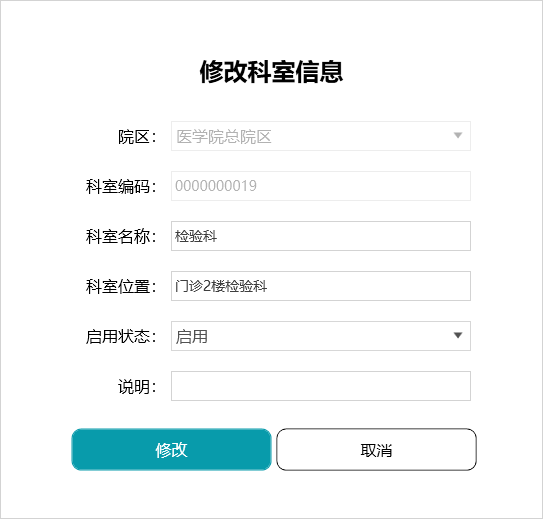 修改科室信息
院区： 医学院总院区
科室编码： 0000000019
科室名称： 检验科
科室位置： 门诊2楼检验科
启用状态： 启用
说明：
修改 取消